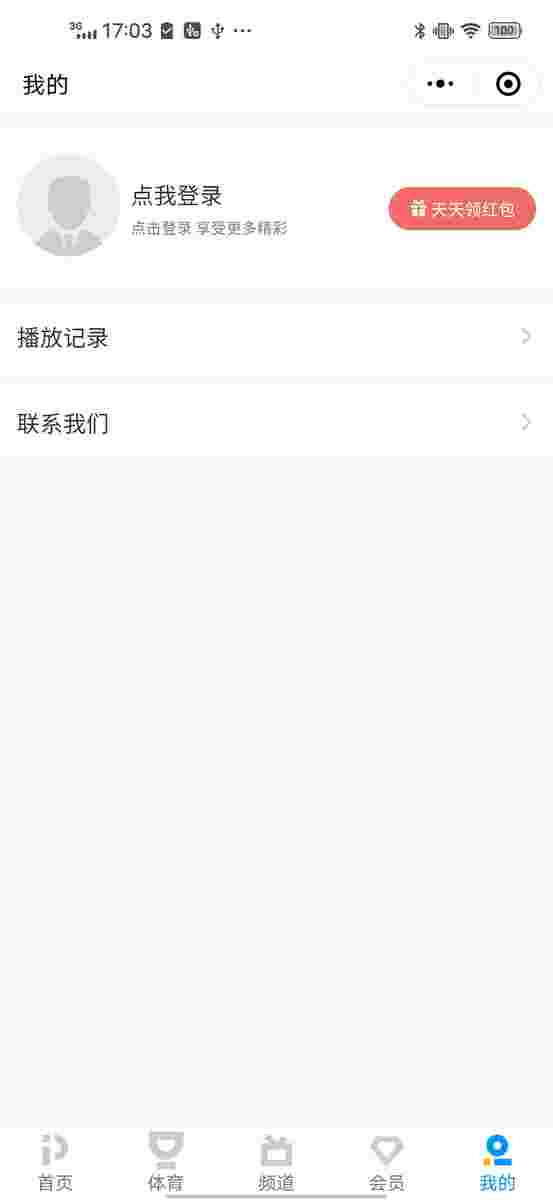 3G 17:03 100
我的
点我登录
点击登录 享受更多精彩
天天领红包
播放记录
联系我们
首页 体育 频道 会员 我的